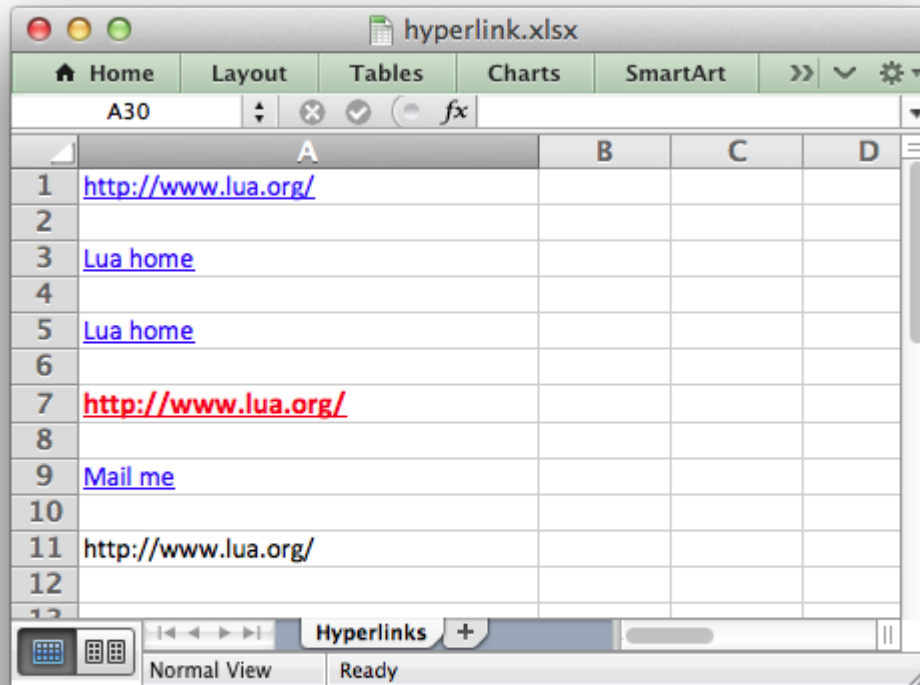 hyperlink.xlsx
Home Layout Tables Charts SmartArt
A30 fx
A B C D
1 http://www.lua.org/
2
3 Lua home
4
5 Lua home
6
7 http://www.lua.org/
8
9 Mail me
10
11 http://www.lua.org/
12
13
Hyperlinks
Normal View Ready